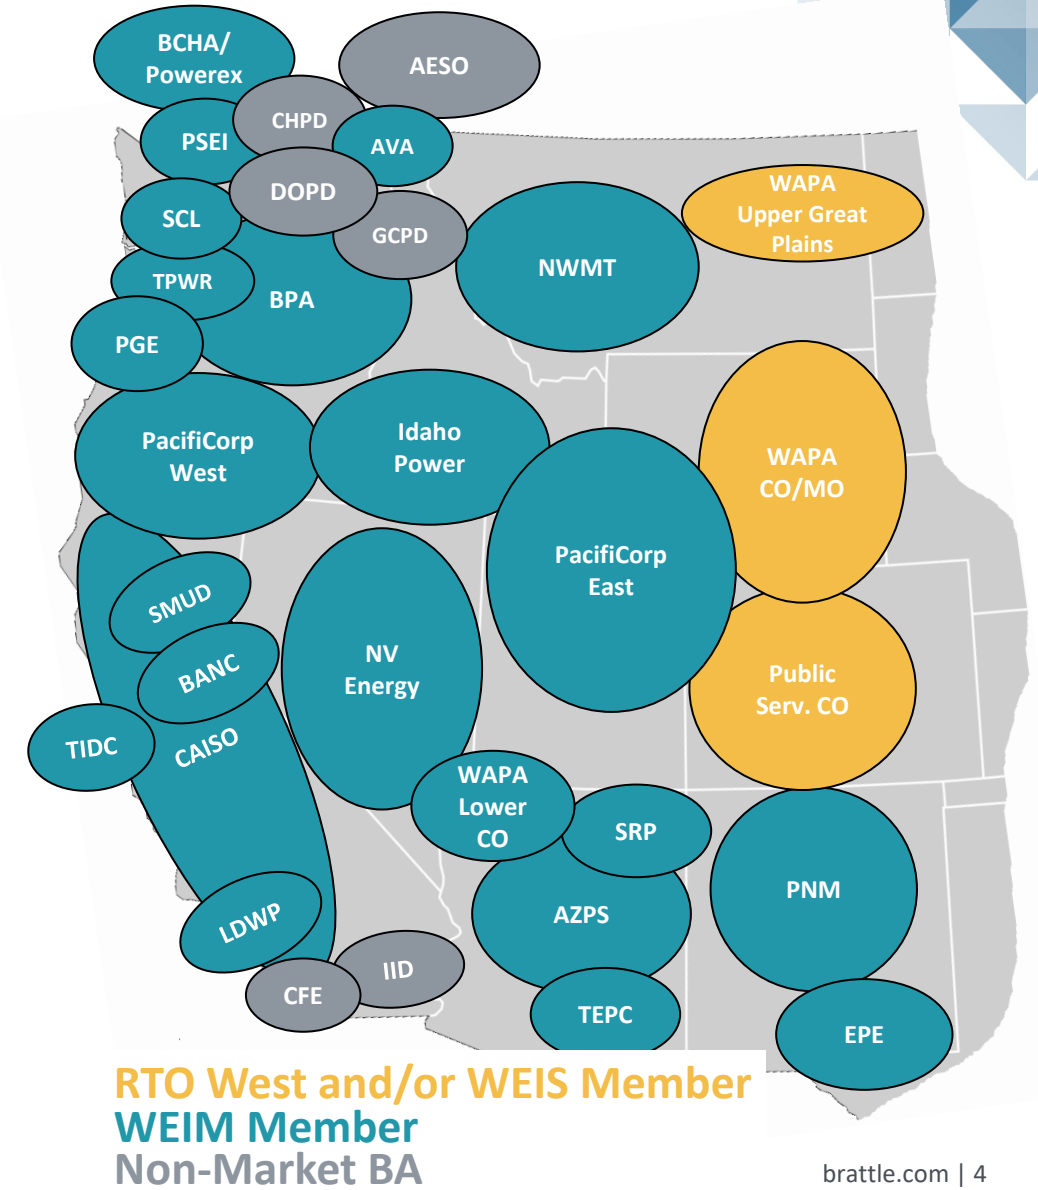 BCHA/
Powerex
AESO
CHPD
PSEI
AVA
DOPD
WAPA
Upper Great
Plains
SCL
GCPD
NWMT
TPWR
BPA
PGE
PacifiCorp
West
Idaho
Power
WAPA
CO/MO
PacifiCorp
East
SMUD
NV
Energy
BANC
Public
Serv. CO
TIDC
CAISO
WAPA
Lower
CO
SRP
PNM
AZPS
LDWP
IID
CFE
TEPC
EPE
RTO West and/or WEIS Member
WEIM Member
Non-Market BA
brattle.com | 4